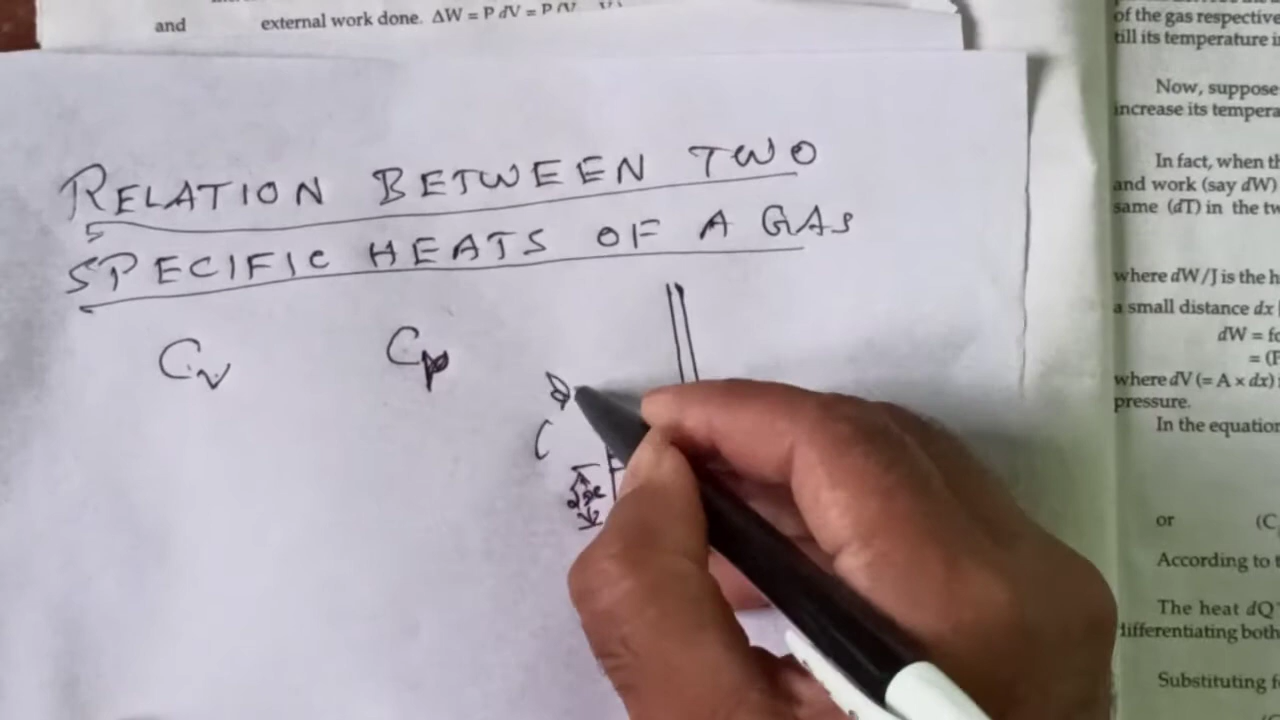 and external work done. ΔW = P dV = P (V
RELATION BETWEEN TWO
SPECIFIC HEATS OF A GAS
Cv Cp
dx
of the gas respective
till its temperature i
Now, suppose
increase its tempera
In fact, when th
and work (say dW)
same (dT) in the tw
where dW/J is the h
a small distance dx
dW = fo
= (P
where dV (= A × dx) i
pressure.
In the equation
or (C
According to t
The heat dQ
differentiating both
Substituting f